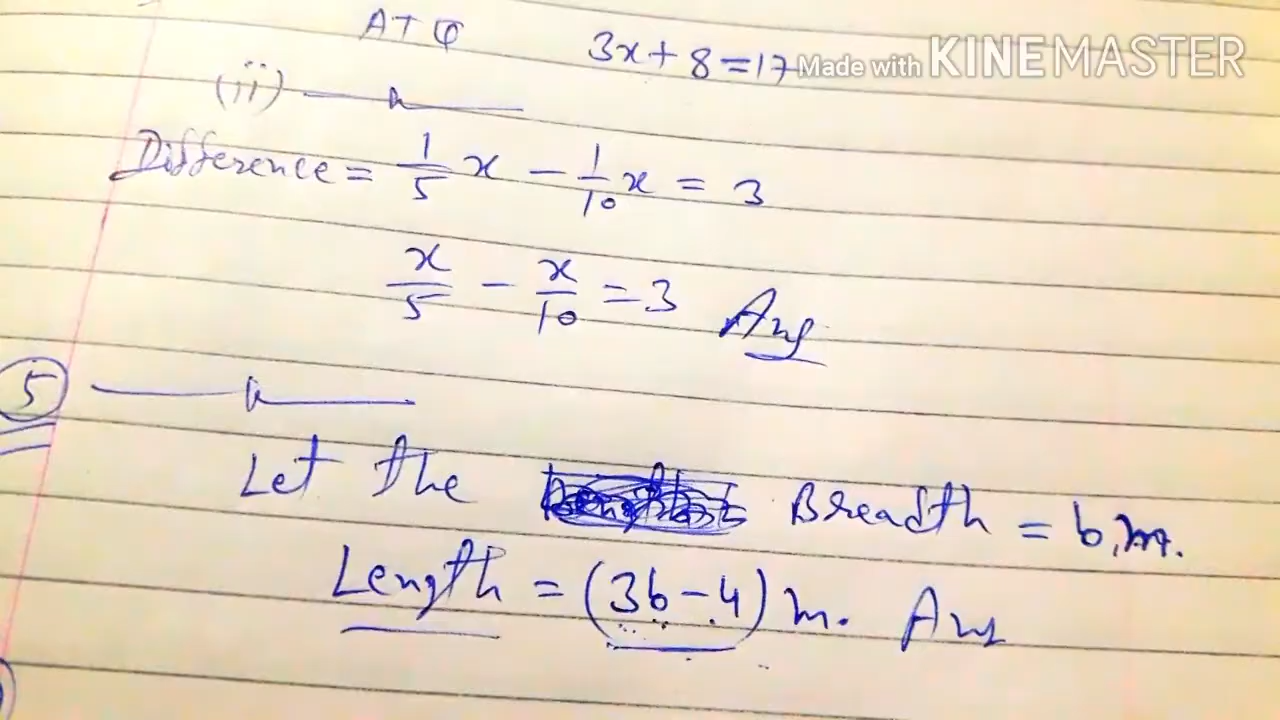 ATQ 3x + 8 = 17
Made with KINEMASTER
(ii)
Difference = 1/5 x - 1/10 x = 3
x/5 - x/10 = 3 Ans
5
Let the Breadth = b.m.
Length = (3b - 4) m. Ans